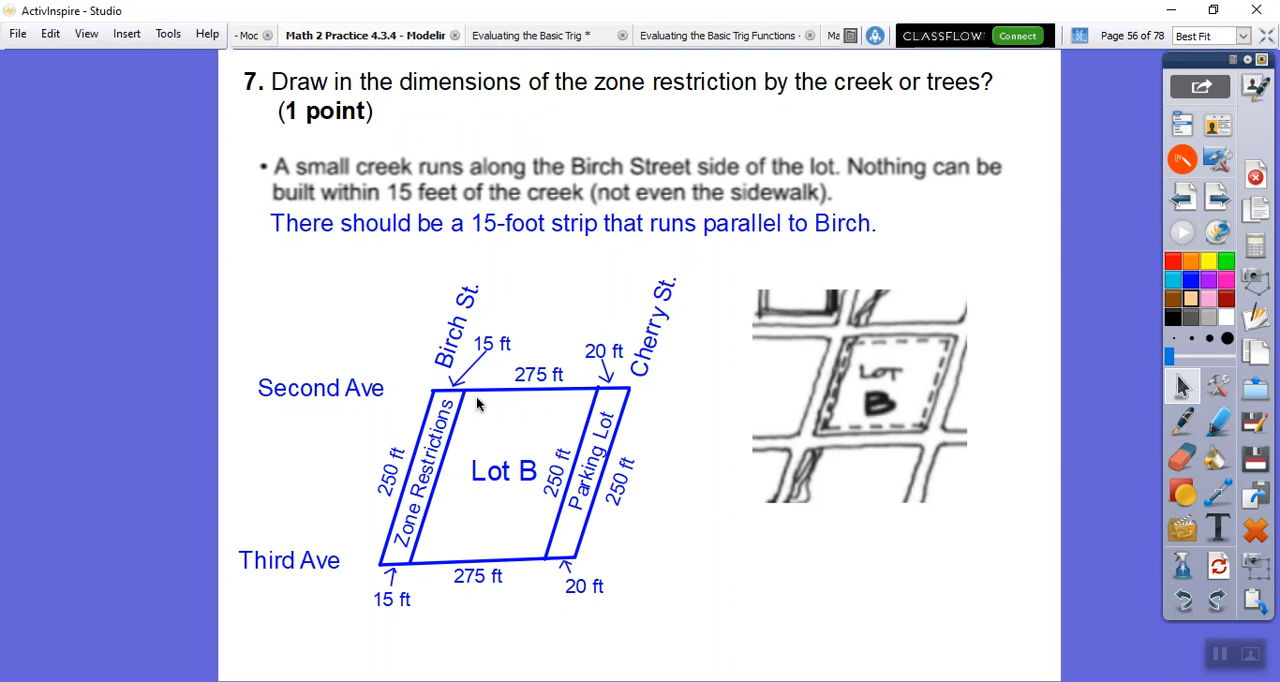 ActivInspire - Studio
File Edit View Insert Tools Help
- Moc
Math 2 Practice 4.3.4 - Modelin
Evaluating the Basic Trig *
Evaluating the Basic Trig Functions -
Ma
CLASSFLOW
Connect
Page 56 of 78
Best Fit
7. Draw in the dimensions of the zone restriction by the creek or trees?
(1 point)
• A small creek runs along the Birch Street side of the lot. Nothing can be
built within 15 feet of the creek (not even the sidewalk).
There should be a 15-foot strip that runs parallel to Birch.
Birch St.
Cherry St.
15 ft
20 ft
275 ft
Second Ave
250 ft
Zone Restrictions
Lot B
250 ft
Parking Lot
250 ft
Third Ave
275 ft
15 ft
20 ft
LOT
B